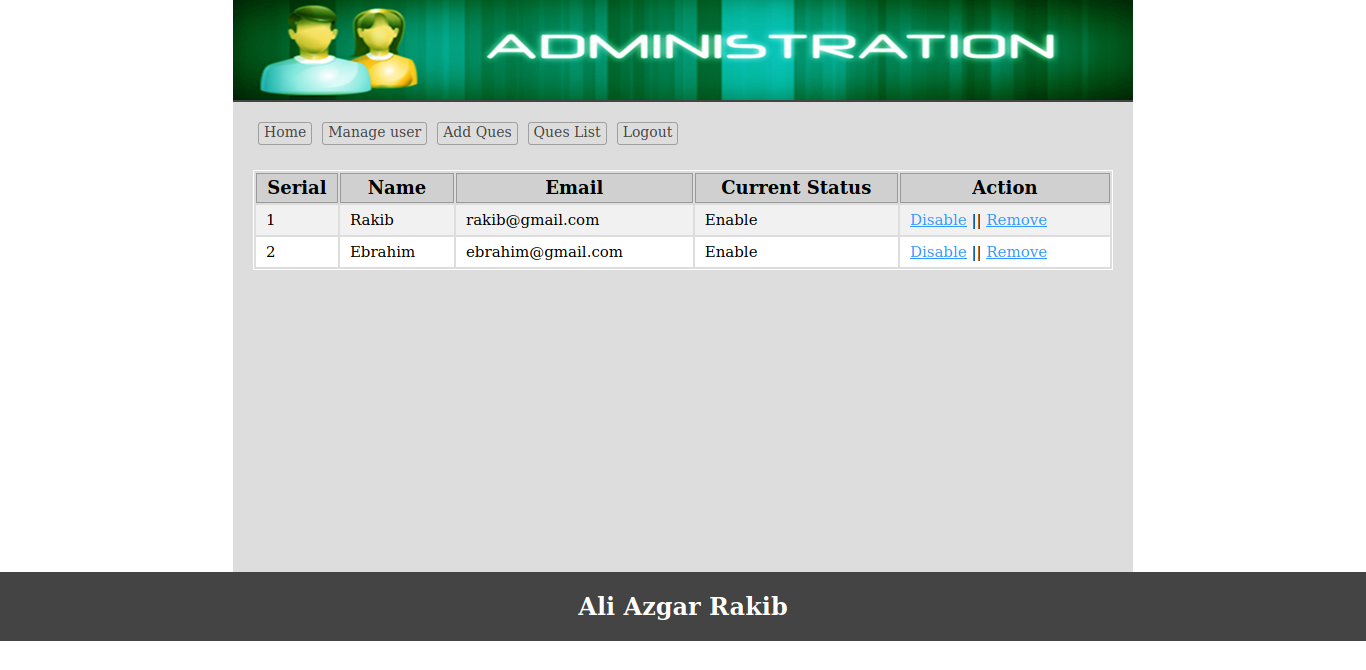 ADMINISTRATION
Home Manage user Add Ques Ques List Logout
Serial Name Email Current Status Action
1 Rakib rakib@gmail.com Enable Disable || Remove
2 Ebrahim ebrahim@gmail.com Enable Disable || Remove
Ali Azgar Rakib